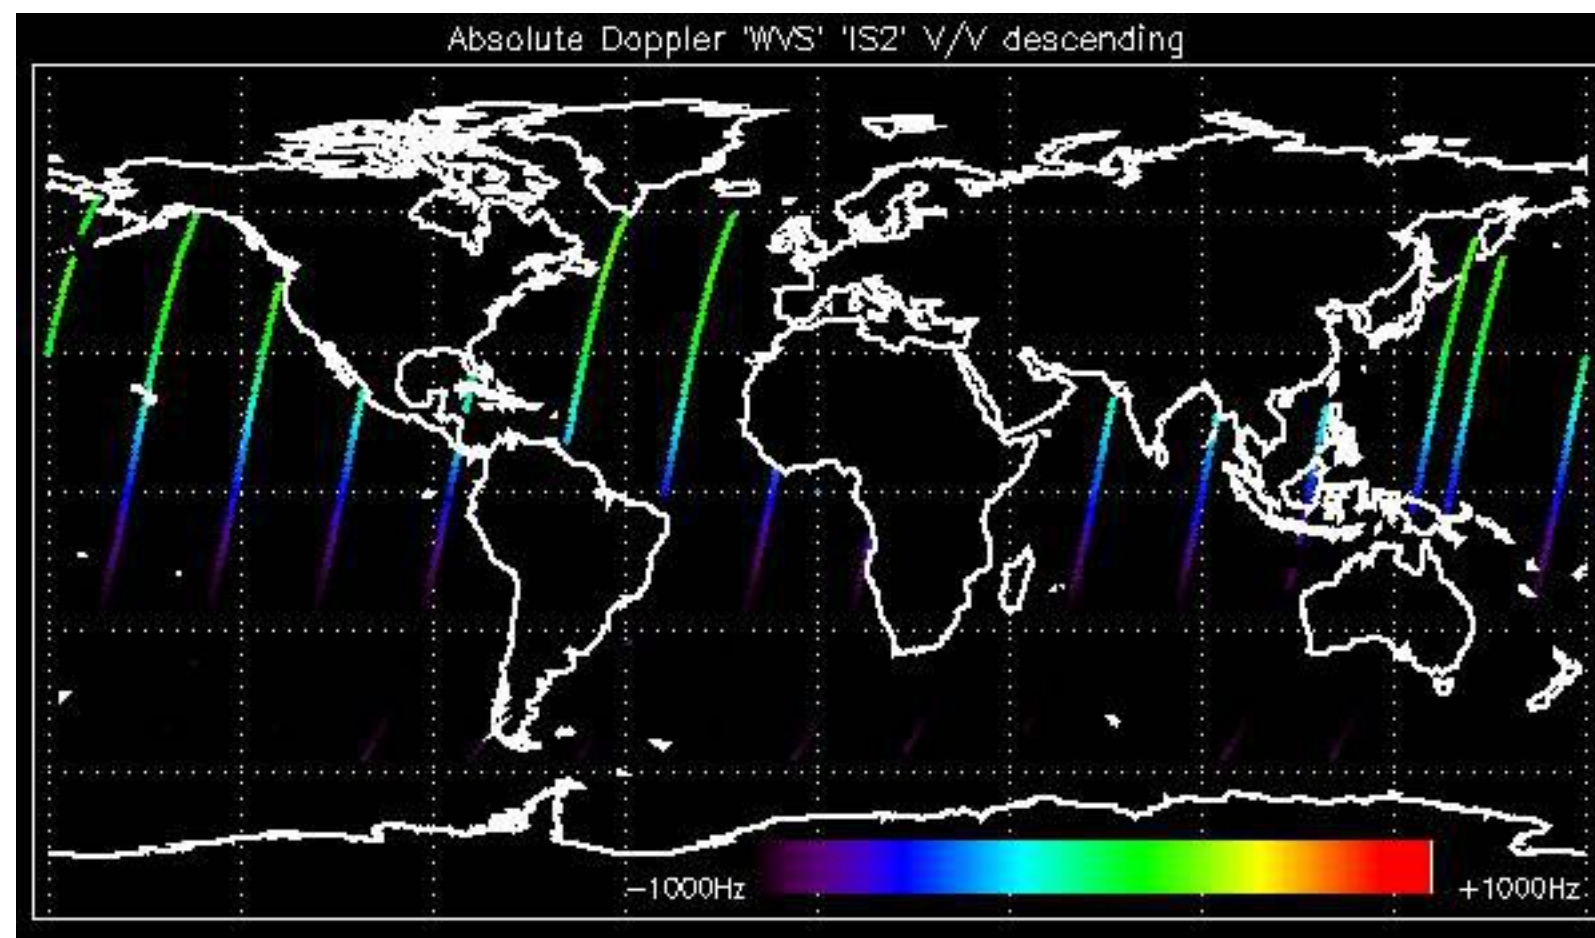 Absolute Doppler 'WVS' 'IS2' V/V descending
−1000Hz
+1000Hz